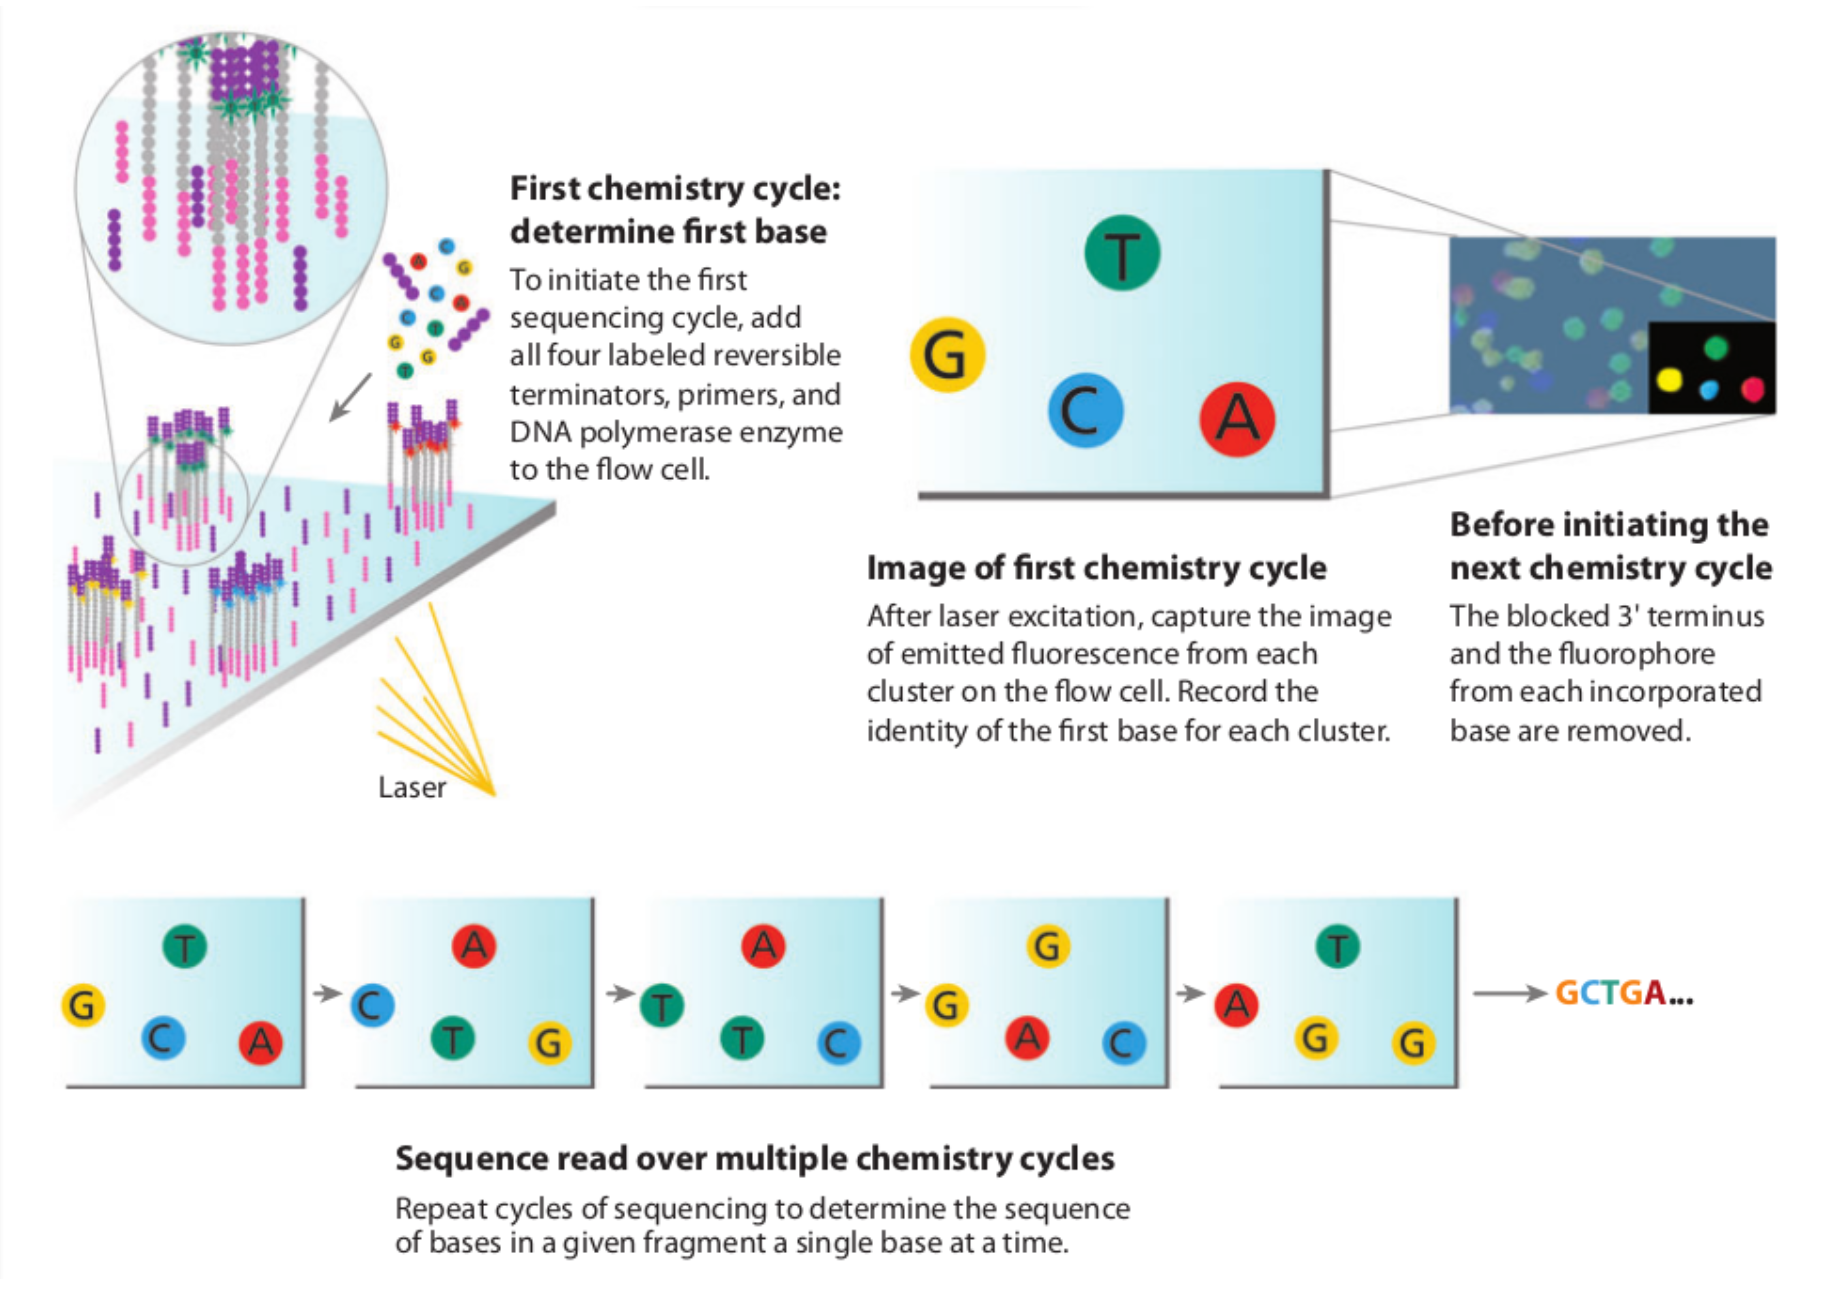 First chemistry cycle:
determine first base
To initiate the first
sequencing cycle, add
all four labeled reversible
terminators, primers, and
DNA polymerase enzyme
to the flow cell.
C
A
G
C
A
C
T
G
G
T
Laser
T
G
C
A
Image of first chemistry cycle
After laser excitation, capture the image
of emitted fluorescence from each
cluster on the flow cell. Record the
identity of the first base for each cluster.
Before initiating the
next chemistry cycle
The blocked 3' terminus
and the fluorophore
from each incorporated
base are removed.
T
G
C
A
A
C
T
G
A
T
T
C
G
G
A
C
T
A
G
G
GCTGA...
Sequence read over multiple chemistry cycles
Repeat cycles of sequencing to determine the sequence
of bases in a given fragment a single base at a time.